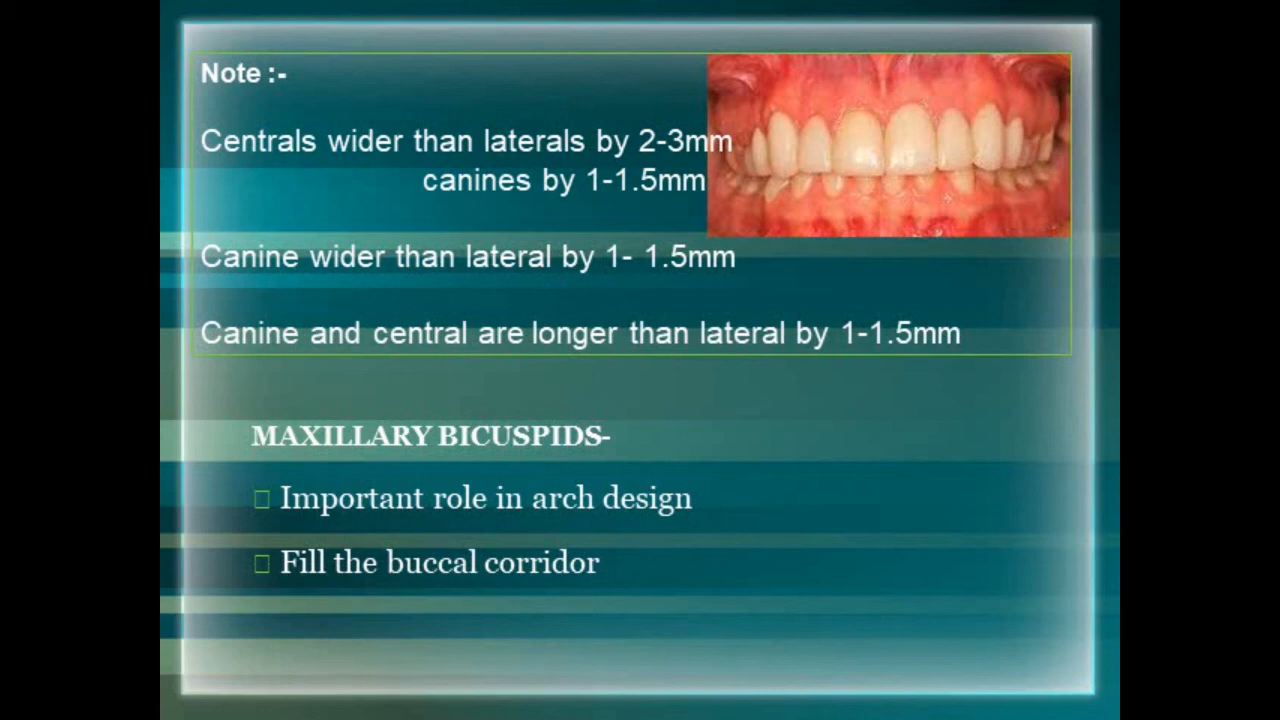 Note :-
Centrals wider than laterals by 2-3mm
canines by 1-1.5mm
Canine wider than lateral by 1- 1.5mm
Canine and central are longer than lateral by 1-1.5mm
MAXILLARY BICUSPIDS-
Important role in arch design
Fill the buccal corridor